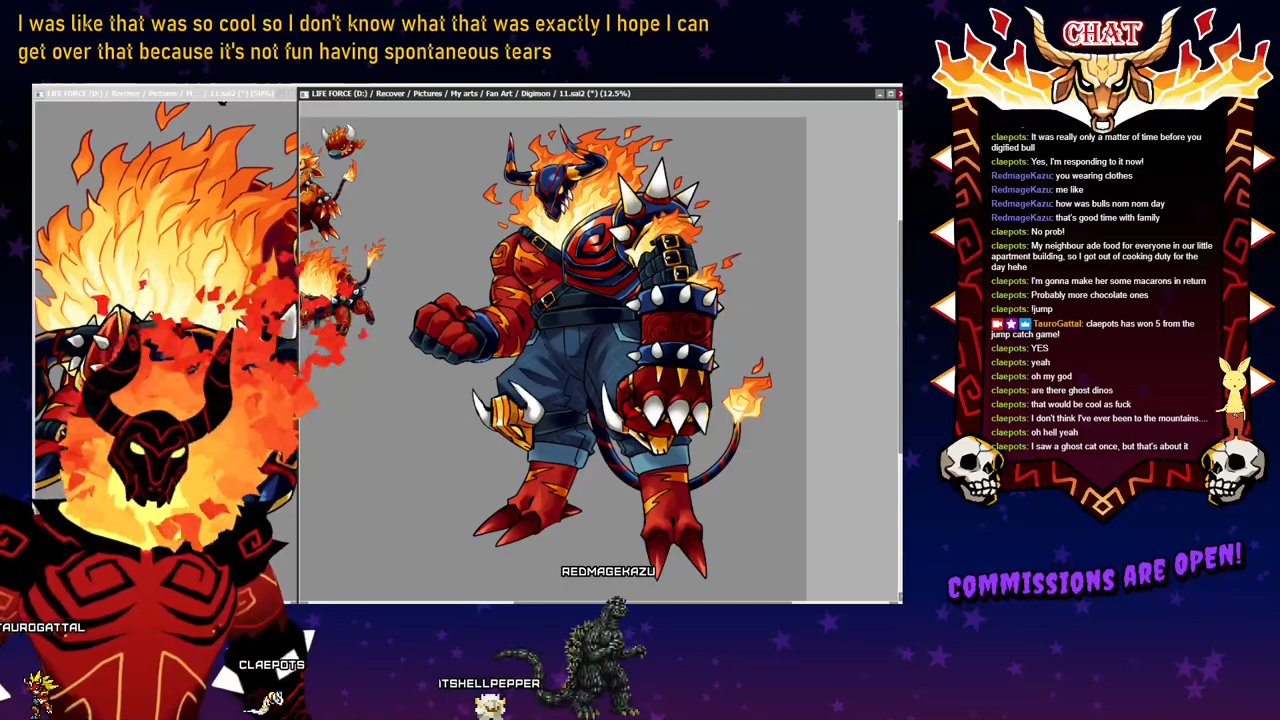 I was like that was so cool so I don't know what that was exactly I hope I can
get over that because it's not fun having spontaneous tears
CHAT
LIFE FORCE (D:) / Recover / Pictures / M... / 11.sai2 (*) (50%)
LIFE FORCE (D:) / Recover / Pictures / My arts / Fan Art / Digimon / 11.sai2 (*) (12.5%)
claepots: It was really only a matter of time before you
digified bull
claepots: Yes, I'm responding to it now!
RedmageKazu: you wearing clothes
RedmageKazu: me like
RedmageKazu: how was bulls nom nom day
RedmageKazu: that's good time with family
claepots: No prob!
claepots: My neighbour ade food for everyone in our little
apartment building, so I got out of cooking duty for the
day hehe
claepots: I'm gonna make her some macarons in return
claepots: Probably more chocolate ones
claepots: !jump
TauroGattal: claepots has won 5 from the
jump catch game!
claepots: YES
claepots: yeah
claepots: oh my god
claepots: are there ghost dinos
claepots: that would be cool as fuck
claepots: I don't think I've ever been to the mountains....
claepots: oh hell yeah
claepots: I saw a ghost cat once, but that's about it
COMMISSIONS ARE OPEN!
REDMAGEKAZU
TAUROGATTAL
CLAEPOTS
ITSHELLPEPPER